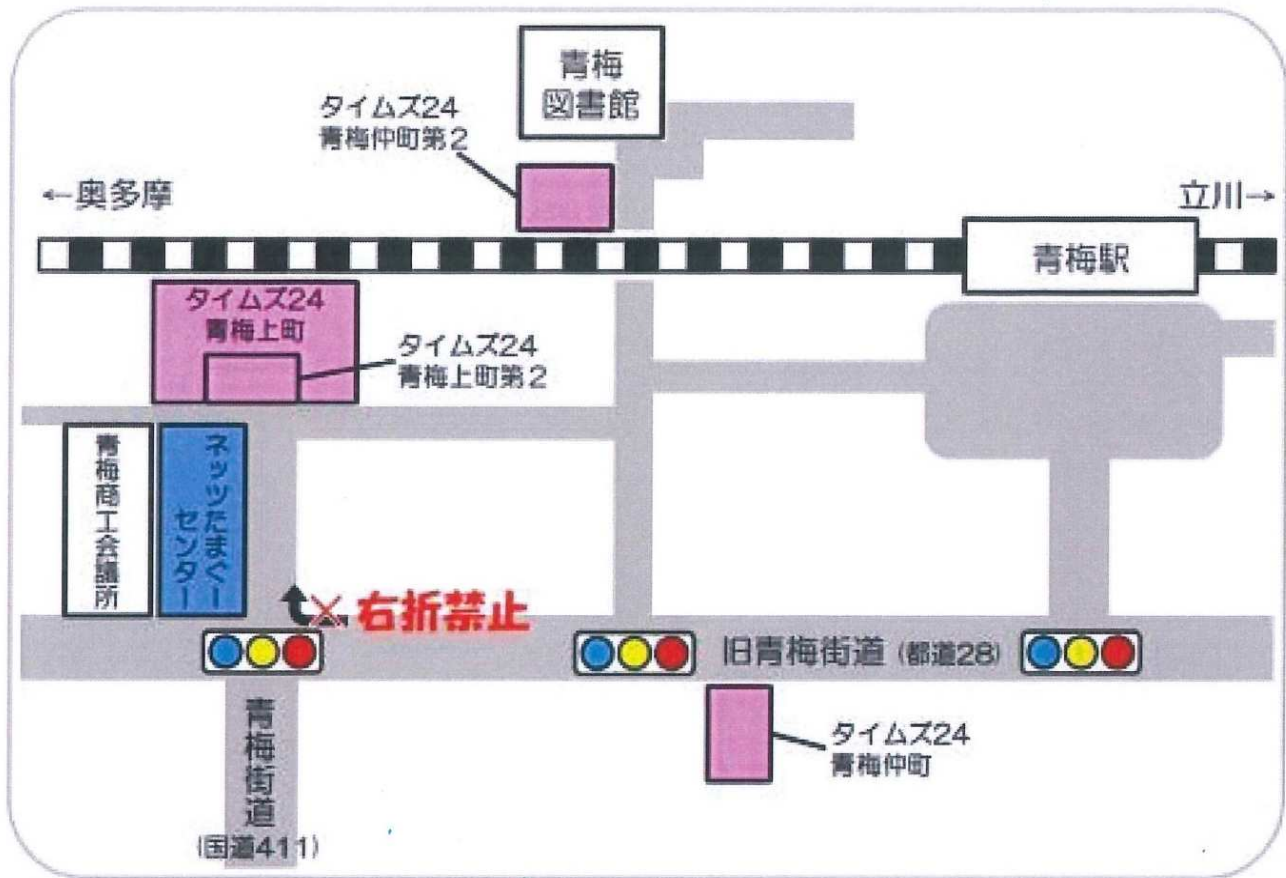 青梅
図書館
タイムズ24
青梅仲町第2
←奥多摩
立川→
青梅駅
タイムズ24
青梅上町
タイムズ24
青梅上町第2
青梅商工会議所
ネッツたまぐー
センター
右折禁止
旧青梅街道 (都道28)
青梅街道
(国道411)
タイムズ24
青梅仲町